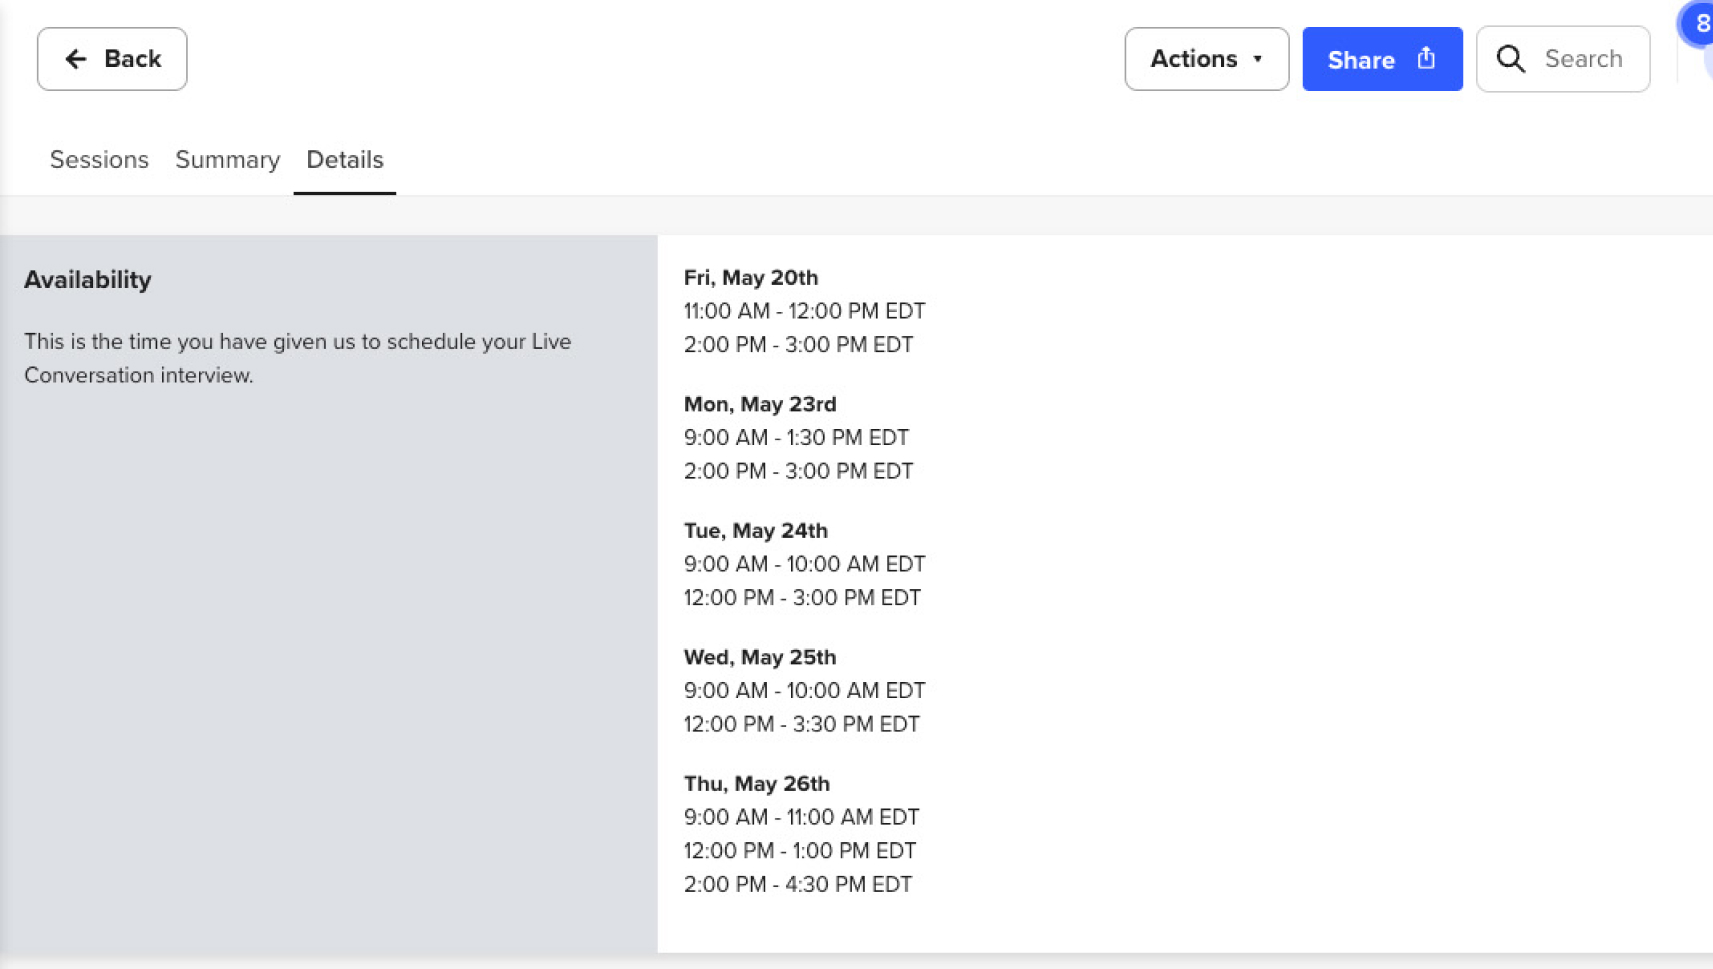 Back
Actions
Share
Search
8
Sessions
Summary
Details
Availability
This is the time you have given us to schedule your Live
Conversation interview.
Fri, May 20th
11:00 AM - 12:00 PM EDT
2:00 PM - 3:00 PM EDT
Mon, May 23rd
9:00 AM - 1:30 PM EDT
2:00 PM - 3:00 PM EDT
Tue, May 24th
9:00 AM - 10:00 AM EDT
12:00 PM - 3:00 PM EDT
Wed, May 25th
9:00 AM - 10:00 AM EDT
12:00 PM - 3:30 PM EDT
Thu, May 26th
9:00 AM - 11:00 AM EDT
12:00 PM - 1:00 PM EDT
2:00 PM - 4:30 PM EDT